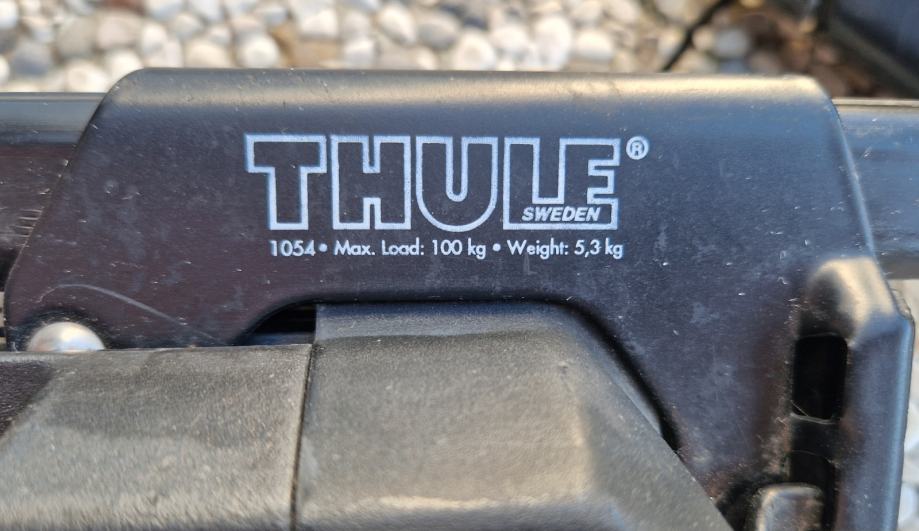 THULE®
SWEDEN
1054 • Max. Load: 100 kg • Weight: 5,3 kg